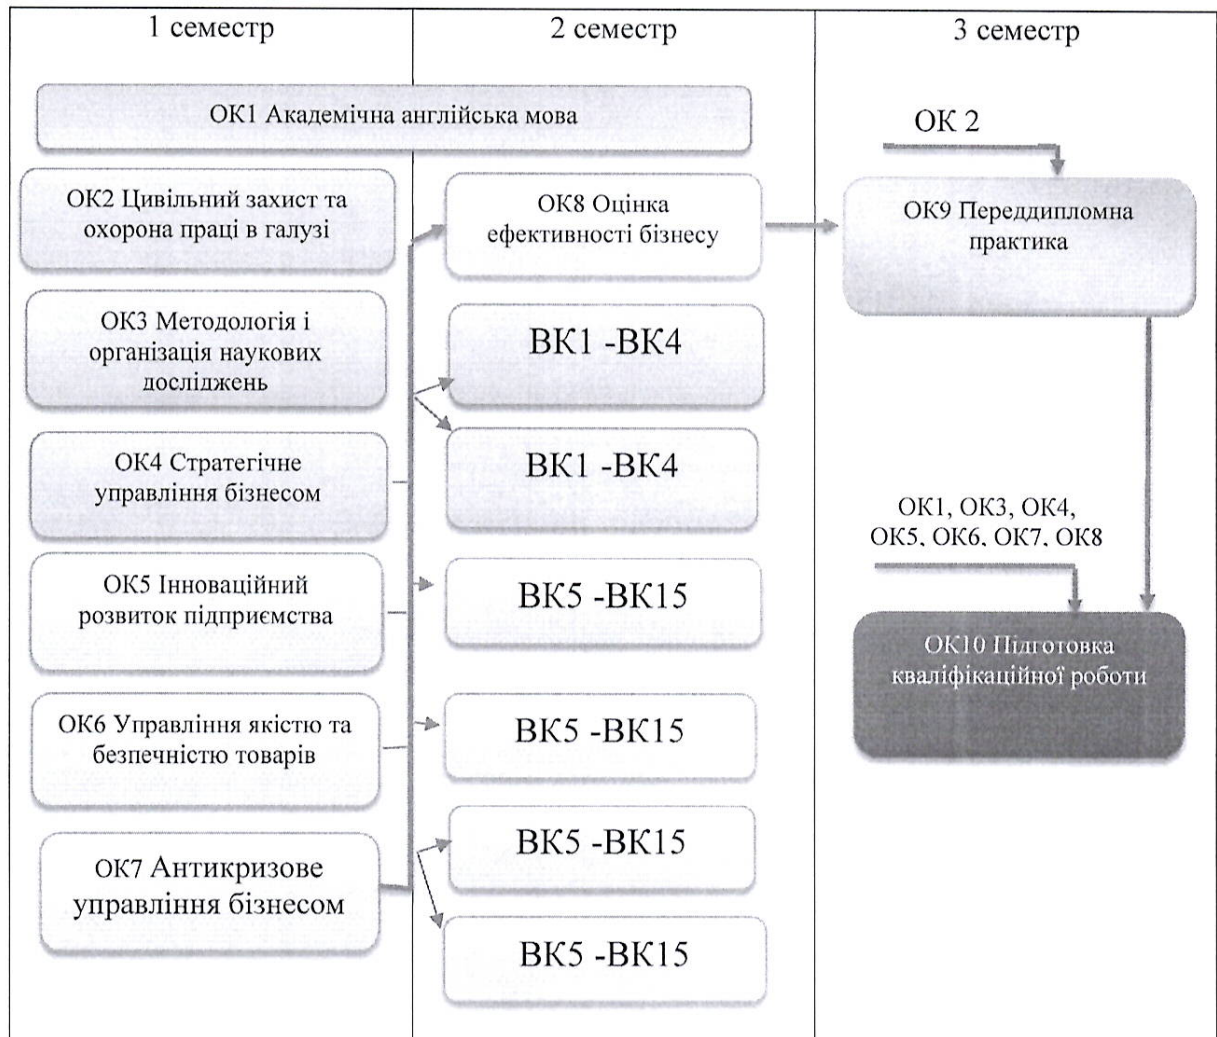 1 семестр
2 семестр
3 семестр
ОК1 Академічна англійська мова
ОК2 Цивільний захист та
охорона праці в галузі
ОК3 Методологія і
організація наукових
досліджень
ОК4 Стратегічне
управління бізнесом
ОК5 Інноваційний
розвиток підприємства
ОК6 Управління якістю та
безпечністю товарів
ОК7 Антикризове
управління бізнесом
ОК8 Оцінка
ефективності бізнесу
ВК1 -ВК4
ВК1 -ВК4
ВК5 -ВК15
ВК5 -ВК15
ВК5 -ВК15
ВК5 -ВК15
ОК 2
ОК9 Переддипломна
практика
ОК1, ОК3, ОК4,
ОК5, ОК6, ОК7, ОК8
ОК10 Підготовка
кваліфікаційної роботи